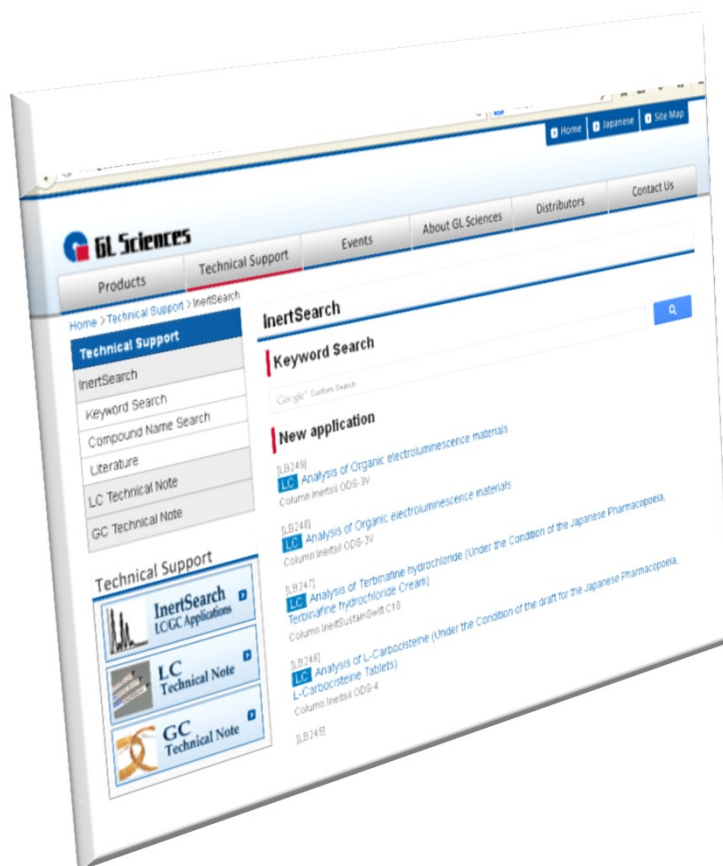 Home
Japanese
Site Map
GL Sciences
Products
Technical Support
Events
About GL Sciences
Distributors
Contact Us
Home > Technical Support > InertSearch
Technical Support
InertSearch
Keyword Search
Compound Name Search
Literature
LC Technical Note
GC Technical Note
Technical Support
InertSearch
LC/GC Applications
LC
Technical Note
GC
Technical Note
InertSearch
Keyword Search
Google™ Custom Search
New application
[LB249]
LC Analysis of Organic electroluminescence materials
Column:Inertsil ODS-3V
[LB248]
LC Analysis of Organic electroluminescence materials
Column:Inertsil ODS-3V
[LB247]
LC Analysis of Terbinafine hydrochloride (Under the Condition of the Japanese Pharmacopoeia,
Terbinafine hydrochloride Cream)
Column:InertSustainSwift C18
[LB246]
LC Analysis of L-Carbocisteine (Under the Condition of the draft for the Japanese Pharmacopoeia,
L-Carbocisteine Tablets)
Column:Inertsil ODS-4
[LB245]